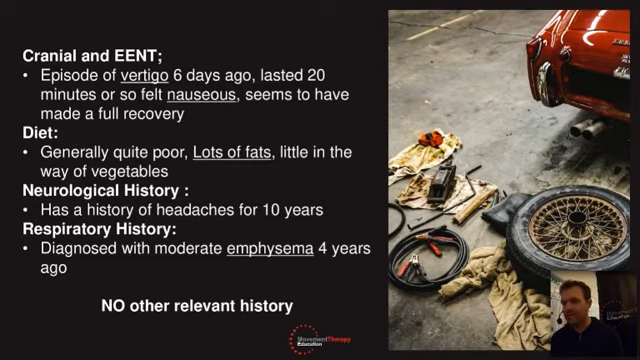 Cranial and EENT;
• Episode of vertigo 6 days ago, lasted 20
minutes or so felt nauseous, seems to have
made a full recovery
Diet:
• Generally quite poor, Lots of fats, little in the
way of vegetables
Neurological History :
• Has a history of headaches for 10 years
Respiratory History:
• Diagnosed with moderate emphysema 4 years
ago
NO other relevant history
MovementTherapy
Education